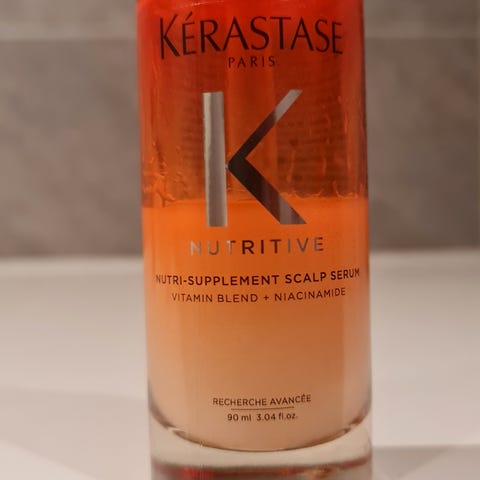 KÉRASTASE
PARIS
K
NUTRITIVE
NUTRI-SUPPLEMENT SCALP SERUM
VITAMIN BLEND + NIACINAMIDE
RECHERCHE AVANCÉE
90 ml 3.04 fl.oz.